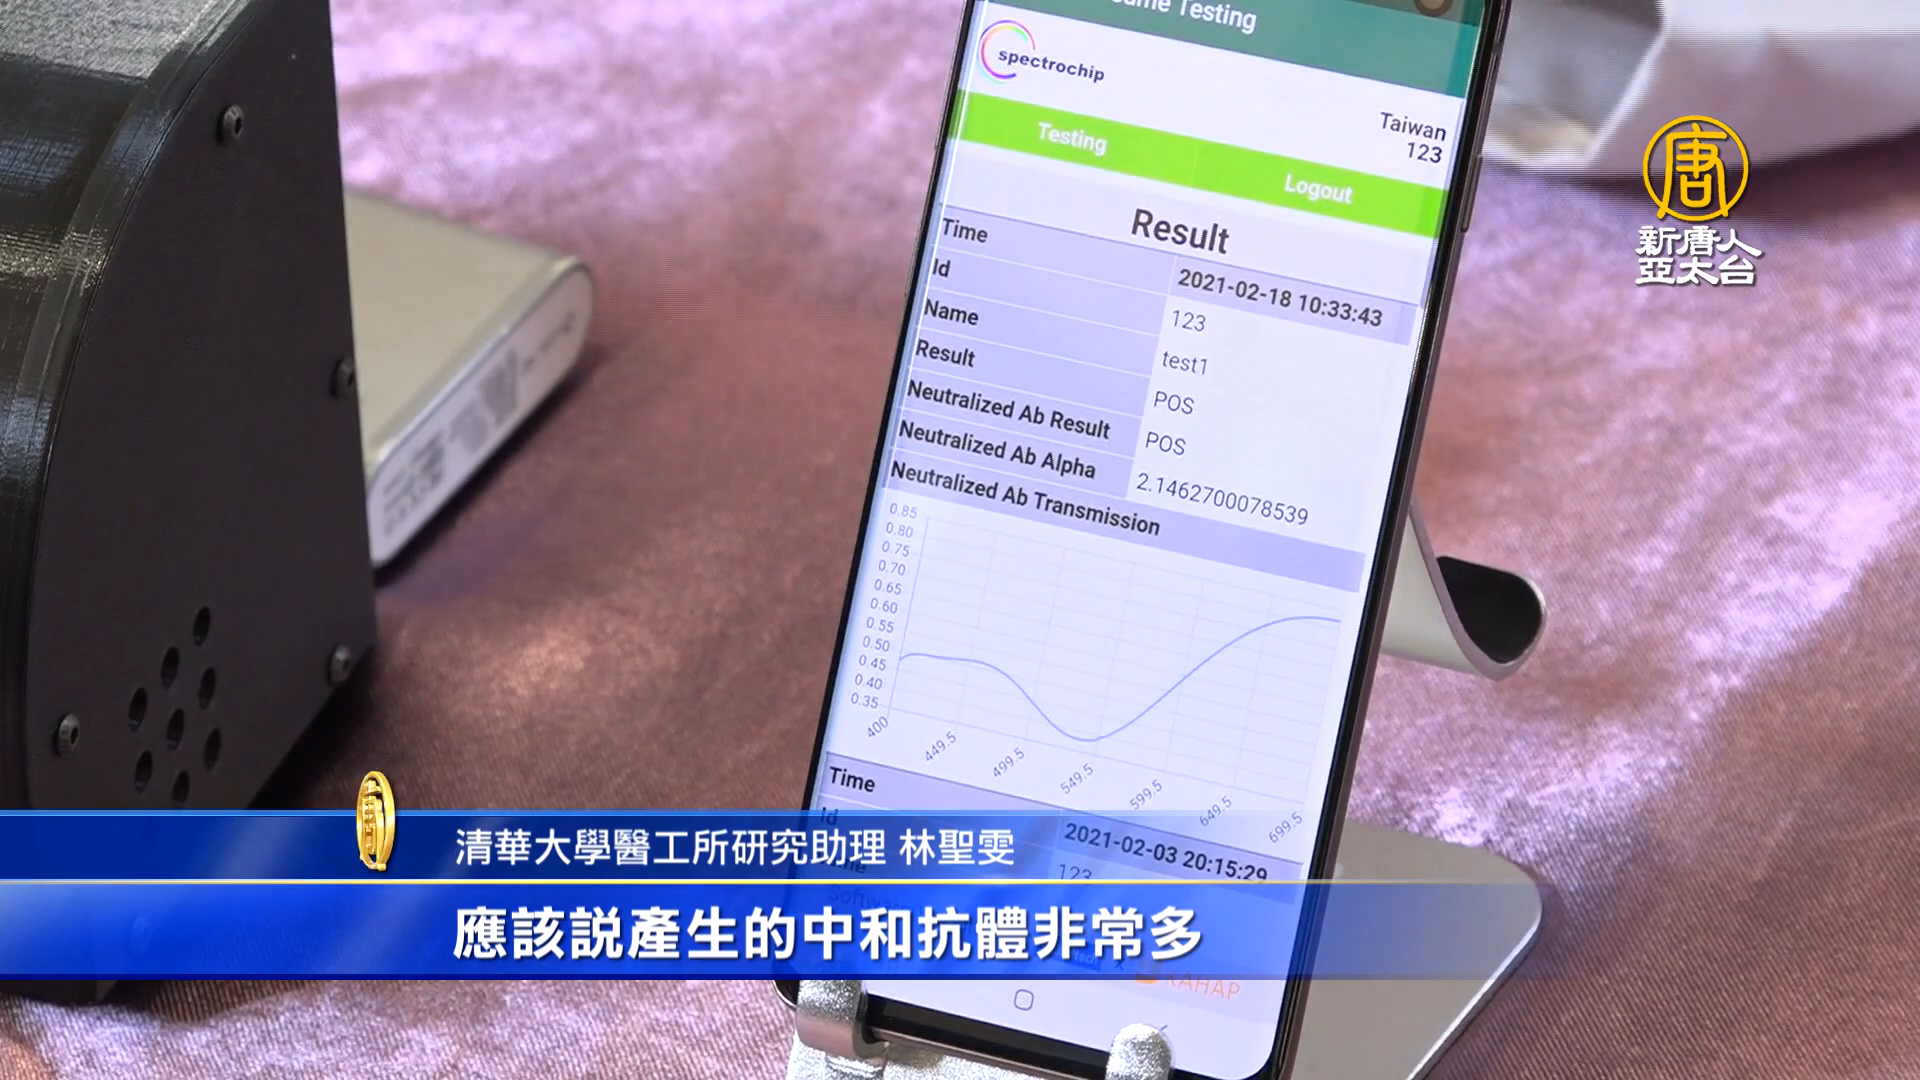 Testing
spectrochip
Taiwan
123
Testing
Logout
Result
Time 2021-02-18 10:33:43
Id 123
Name test1
Result POS
Neutralized Ab Result POS
Neutralized Ab Alpha 2.1462700078539
Neutralized Ab Transmission
0.85
0.80
0.75
0.70
0.65
0.60
0.55
0.50
0.45
0.40
0.35
400 449.5 499.5 549.5 599.5 649.5 699.5
Time 2021-02-03 20:15:29
Id 123
唐
新唐人
亞太台
清華大學醫工所研究助理 林聖雯
應該説產生的中和抗體非常多